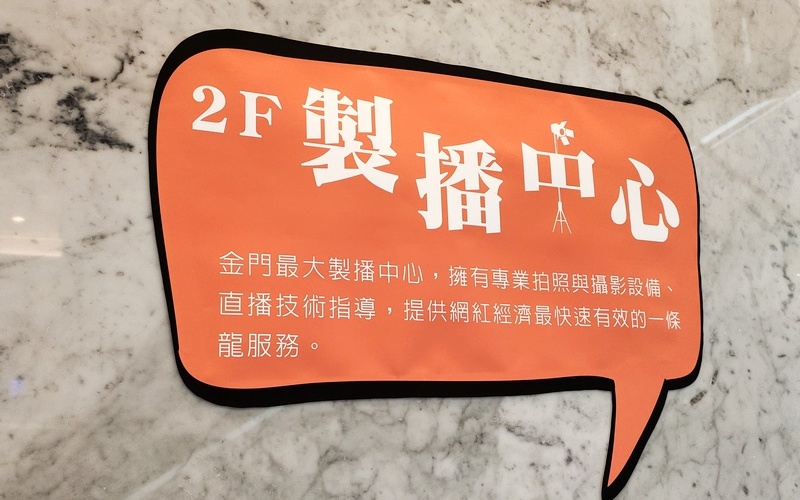 2F 製播中心
金門最大製播中心，擁有專業拍照與攝影設備、
直播技術指導，提供網紅經濟最快速有效的一條
龍服務。